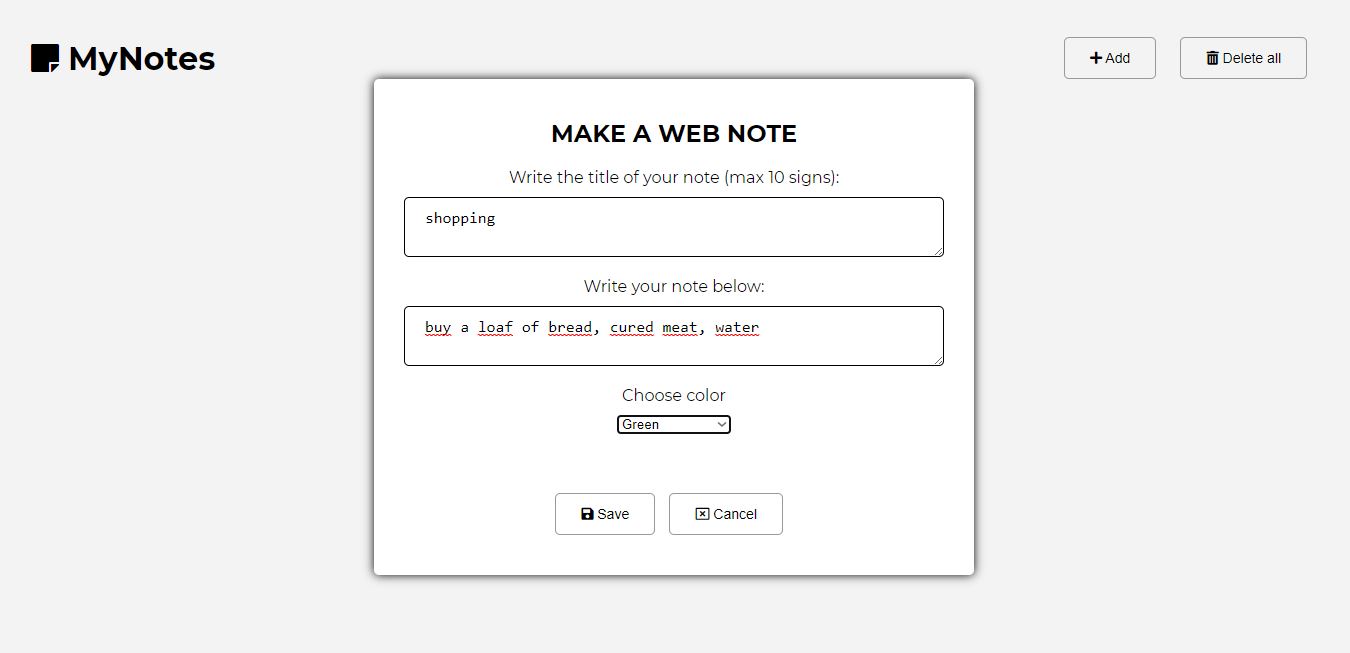 MyNotes
Add
Delete all
MAKE A WEB NOTE
Write the title of your note (max 10 signs):
shopping
Write your note below:
buy a loaf of bread, cured meat, water
Choose color
Green
Save
Cancel